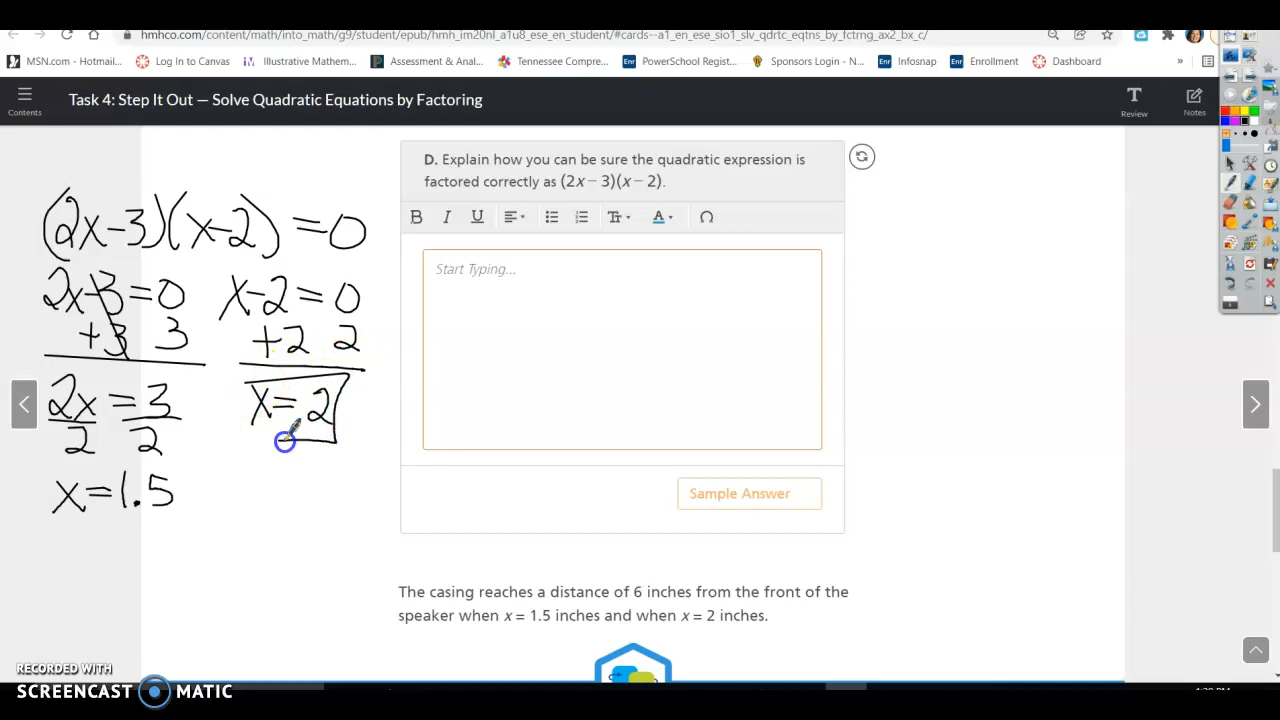 hmhco.com/content/math/into_math/g9/student/epub/hmh_im20nl_a1u8_ese_en_student/#cards--a1_en_ese_sio1_slv_qdrtc_eqtns_by_fctrng_ax2_bx_c/
MSN.com - Hotmail... Log In to Canvas Illustrative Mathem... Assessment & Anal... Tennessee Compre... Enr PowerSchool Regist... Sponsors Login - N... Enr Infosnap Enr Enrollment Dashboard »
Contents
Task 4: Step It Out — Solve Quadratic Equations by Factoring
T Review
Notes
D. Explain how you can be sure the quadratic expression is
factored correctly as (2x − 3)(x − 2).
B I U Tr A
Start Typing...
Sample Answer
(2x-3)(x-2) = 0
2x-3=0 x-2=0
+3 3 +2 2
2x = 3 x = 2
2 2
x=1.5
The casing reaches a distance of 6 inches from the front of the
speaker when x = 1.5 inches and when x = 2 inches.
RECORDED WITH
SCREENCAST MATIC